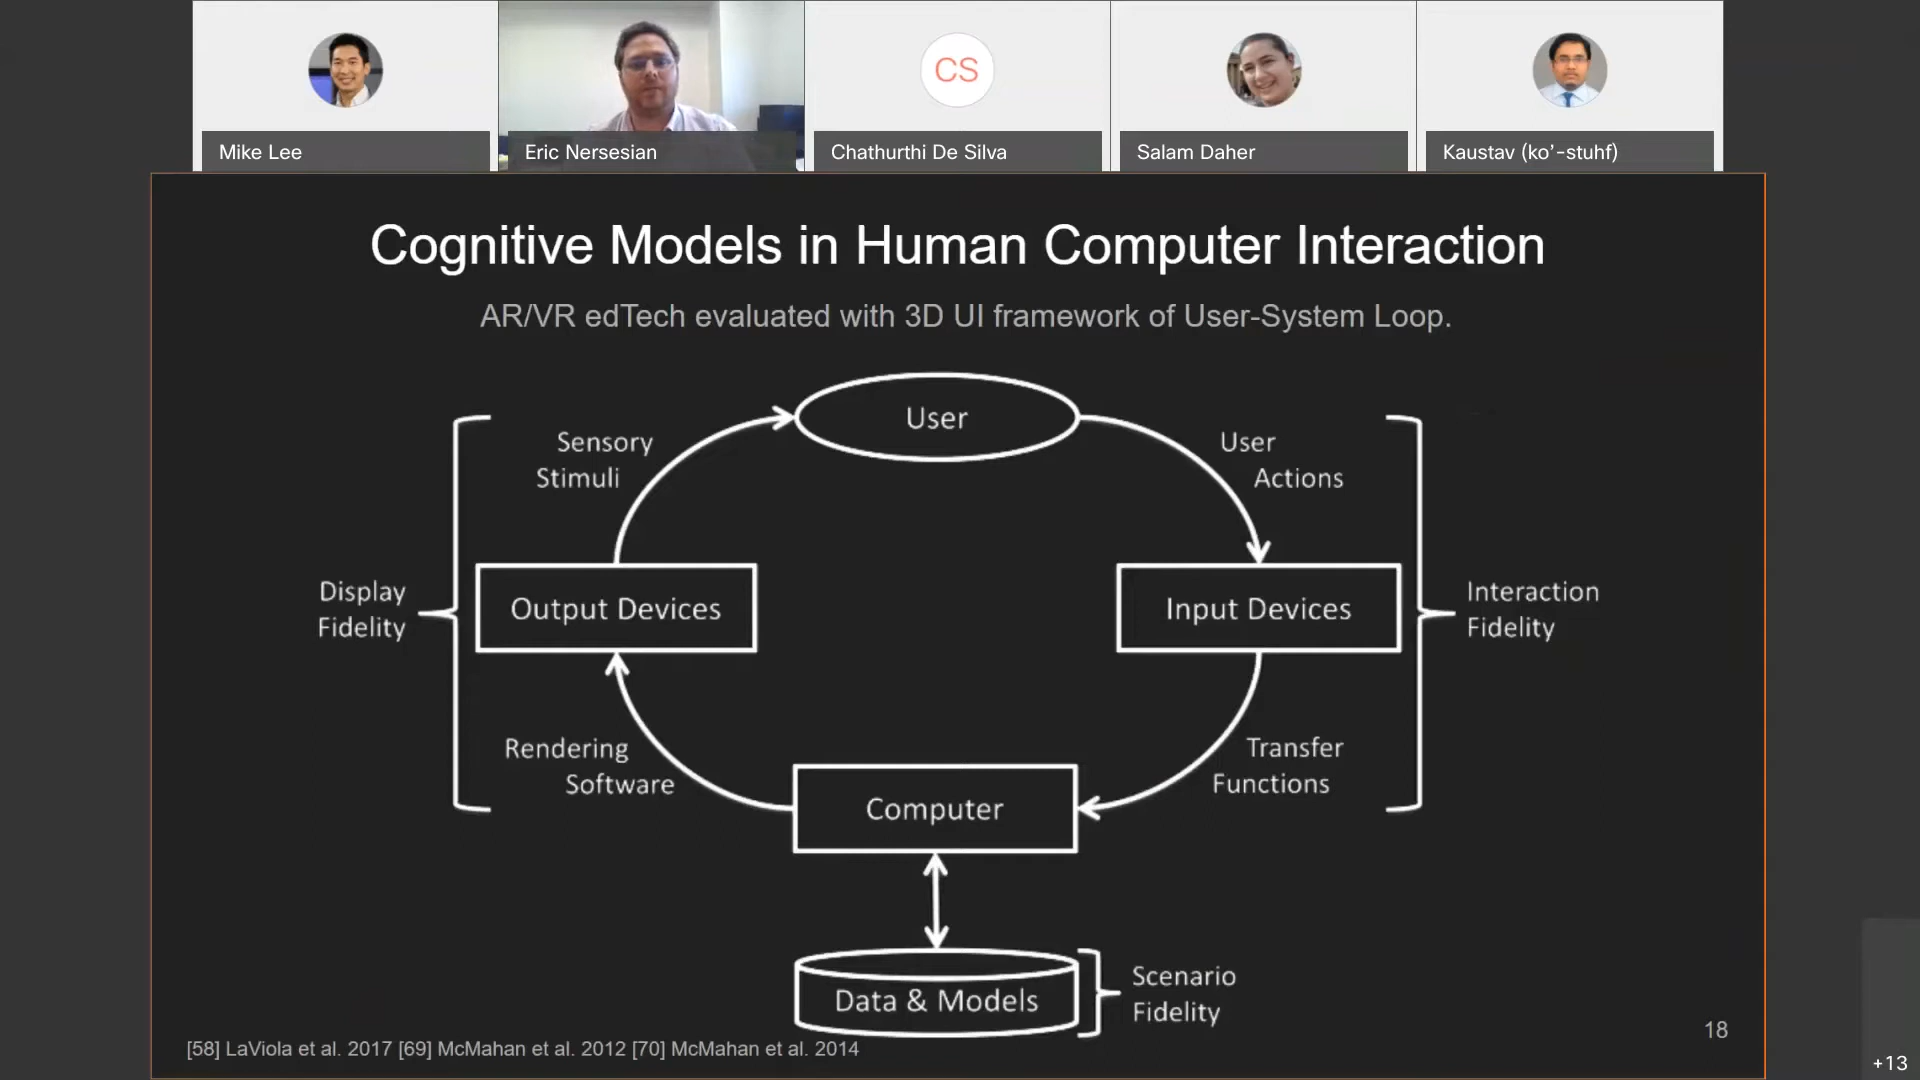 CS
Mike Lee
Eric Nersesian
Chathurthi De Silva
Salam Daher
Kaustav (ko’-stuhf)
Cognitive Models in Human Computer Interaction
AR/VR edTech evaluated with 3D UI framework of User-System Loop.
User
Sensory
Stimuli
User
Actions
Display
Fidelity
Output Devices
Input Devices
Interaction
Fidelity
Rendering
Software
Transfer
Functions
Computer
Data & Models
Scenario
Fidelity
[58] LaViola et al. 2017 [69] McMahan et al. 2012 [70] McMahan et al. 2014
18
+13